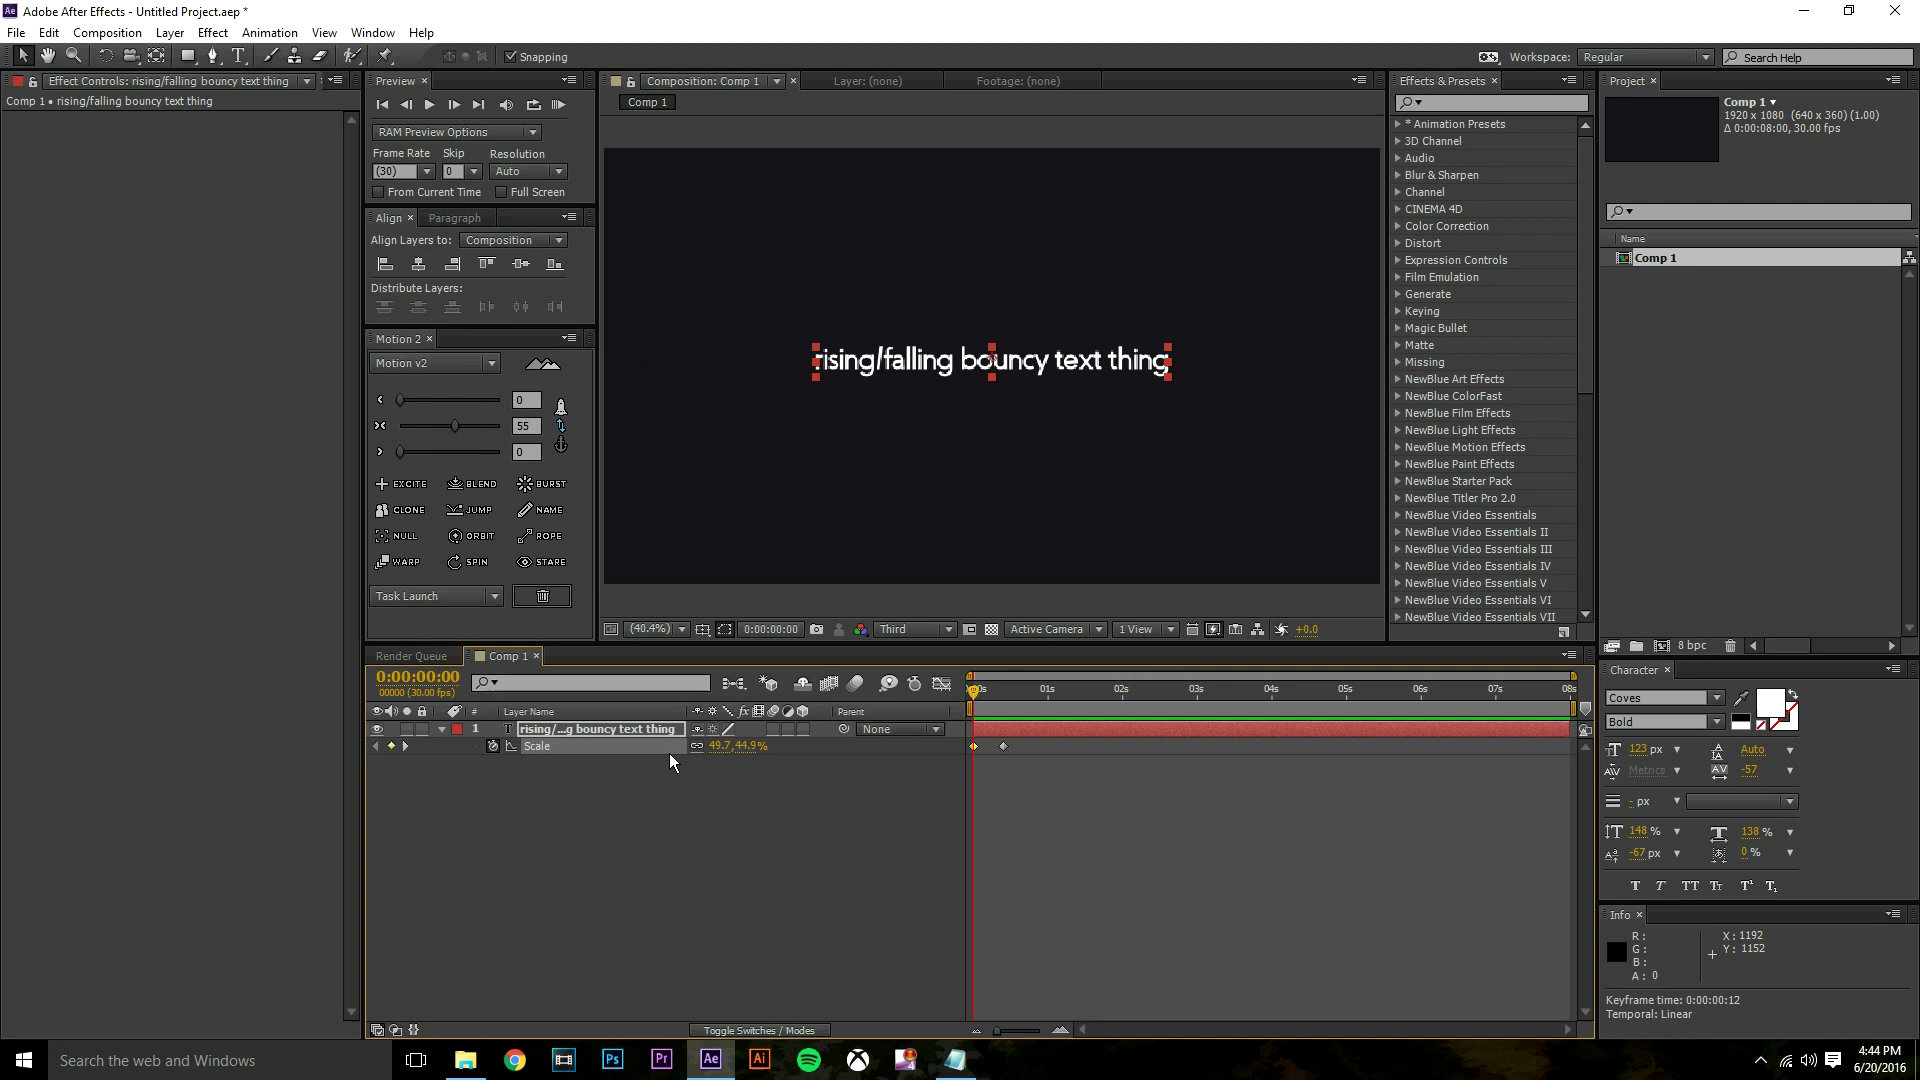 Adobe After Effects - Untitled Project.aep *
File Edit Composition Layer Effect Animation View Window Help
Snapping
Workspace: Regular
Search Help
Effect Controls: rising/falling bouncy text thing
Comp 1 • rising/falling bouncy text thing
Preview
RAM Preview Options
Frame Rate Skip Resolution
(30) 0 Auto
From Current Time Full Screen
Align Paragraph
Align Layers to: Composition
Distribute Layers:
Motion 2
Motion v2
0
55
0
EXCITE BLEND BURST
CLONE JUMP NAME
NULL ORBIT ROPE
WARP SPIN STARE
Task Launch
Composition: Comp 1 Layer: (none) Footage: (none)
Comp 1
rising/falling bouncy text thing
(40.4%) 0:00:00:00 Third Active Camera 1 View +0.0
Effects & Presets
* Animation Presets
3D Channel
Audio
Blur & Sharpen
Channel
CINEMA 4D
Color Correction
Distort
Expression Controls
Film Emulation
Generate
Keying
Magic Bullet
Matte
Missing
NewBlue Art Effects
NewBlue ColorFast
NewBlue Film Effects
NewBlue Light Effects
NewBlue Motion Effects
NewBlue Paint Effects
NewBlue Starter Pack
NewBlue Titler Pro 2.0
NewBlue Video Essentials
NewBlue Video Essentials II
NewBlue Video Essentials III
NewBlue Video Essentials IV
NewBlue Video Essentials V
NewBlue Video Essentials VI
NewBlue Video Essentials VII
Project
Comp 1
1920 x 1080 (640 x 360) (1.00)
Δ 0:00:08:00, 30.00 fps
Name
Comp 1
8 bpc
Render Queue Comp 1
0:00:00:00
00000 (30.00 fps)
# Layer Name Parent
1 T rising/...g bouncy text thing None
Scale 49.7,44.9%
01s 02s 03s 04s 05s 06s 07s 08s
Toggle Switches / Modes
Character
Coves
Bold
123 px Auto
Metrics -57
- px
148 % 138 %
-67 px 0 %
T T TT Tt T¹ T₁
Info
R:
G:
B:
A: 0
X: 1192
Y: 1152
Keyframe time: 0:00:00:12
Temporal: Linear
Search the web and Windows
Ps Pr Ae Ai
4:44 PM
6/20/2016